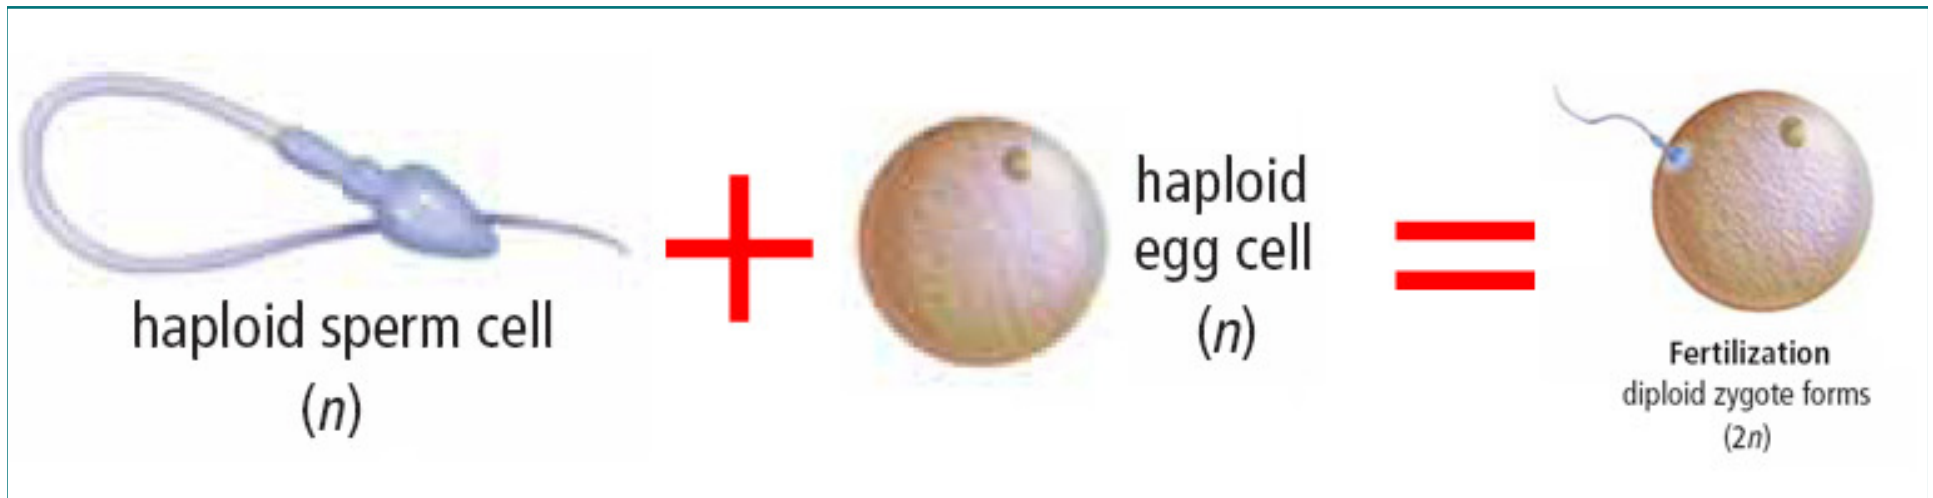 haploid sperm cell
(n)
haploid
egg cell
(n)
Fertilization
diploid zygote forms
(2n)